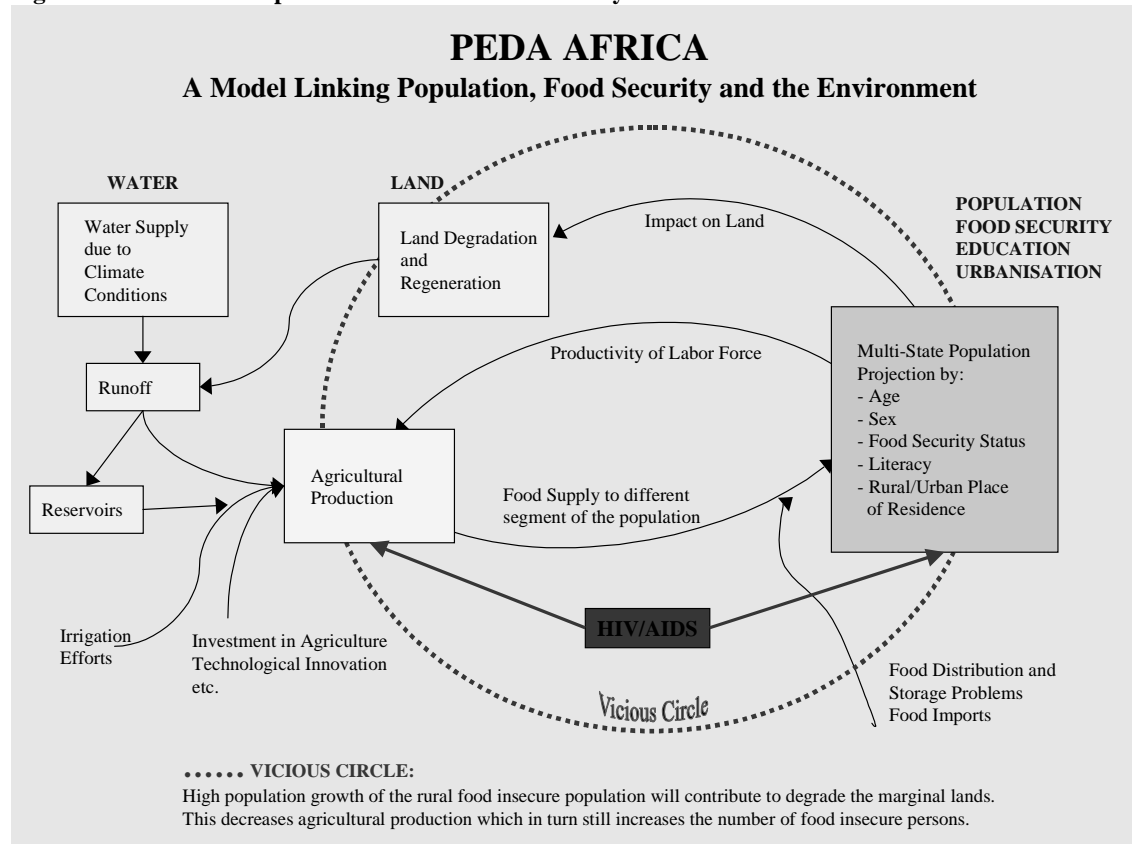 PEDA AFRICA
A Model Linking Population, Food Security and the Environment
WATER
LAND
POPULATION
FOOD SECURITY
EDUCATION
URBANISATION
Water Supply
due to
Climate
Conditions
Land Degradation
and
Regeneration
Impact on Land
Runoff
Productivity of Labor Force
Multi-State Population
Projection by:
- Age
- Sex
- Food Security Status
- Literacy
- Rural/Urban Place
of Residence
Reservoirs
Agricultural
Production
Food Supply to different
segment of the population
HIV/AIDS
Irrigation
Efforts
Investment in Agriculture
Technological Innovation
etc.
Food Distribution and
Storage Problems
Food Imports
Vicious Circle
...... VICIOUS CIRCLE:
High population growth of the rural food insecure population will contribute to degrade the marginal lands.
This decreases agricultural production which in turn still increases the number of food insecure persons.